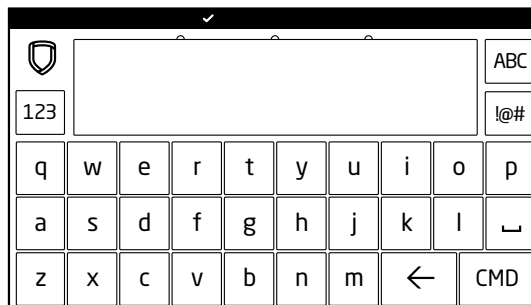 ABC
123 !@#
q w e r t y u i o p
a s d f g h j k l
z x c v b n m CMD